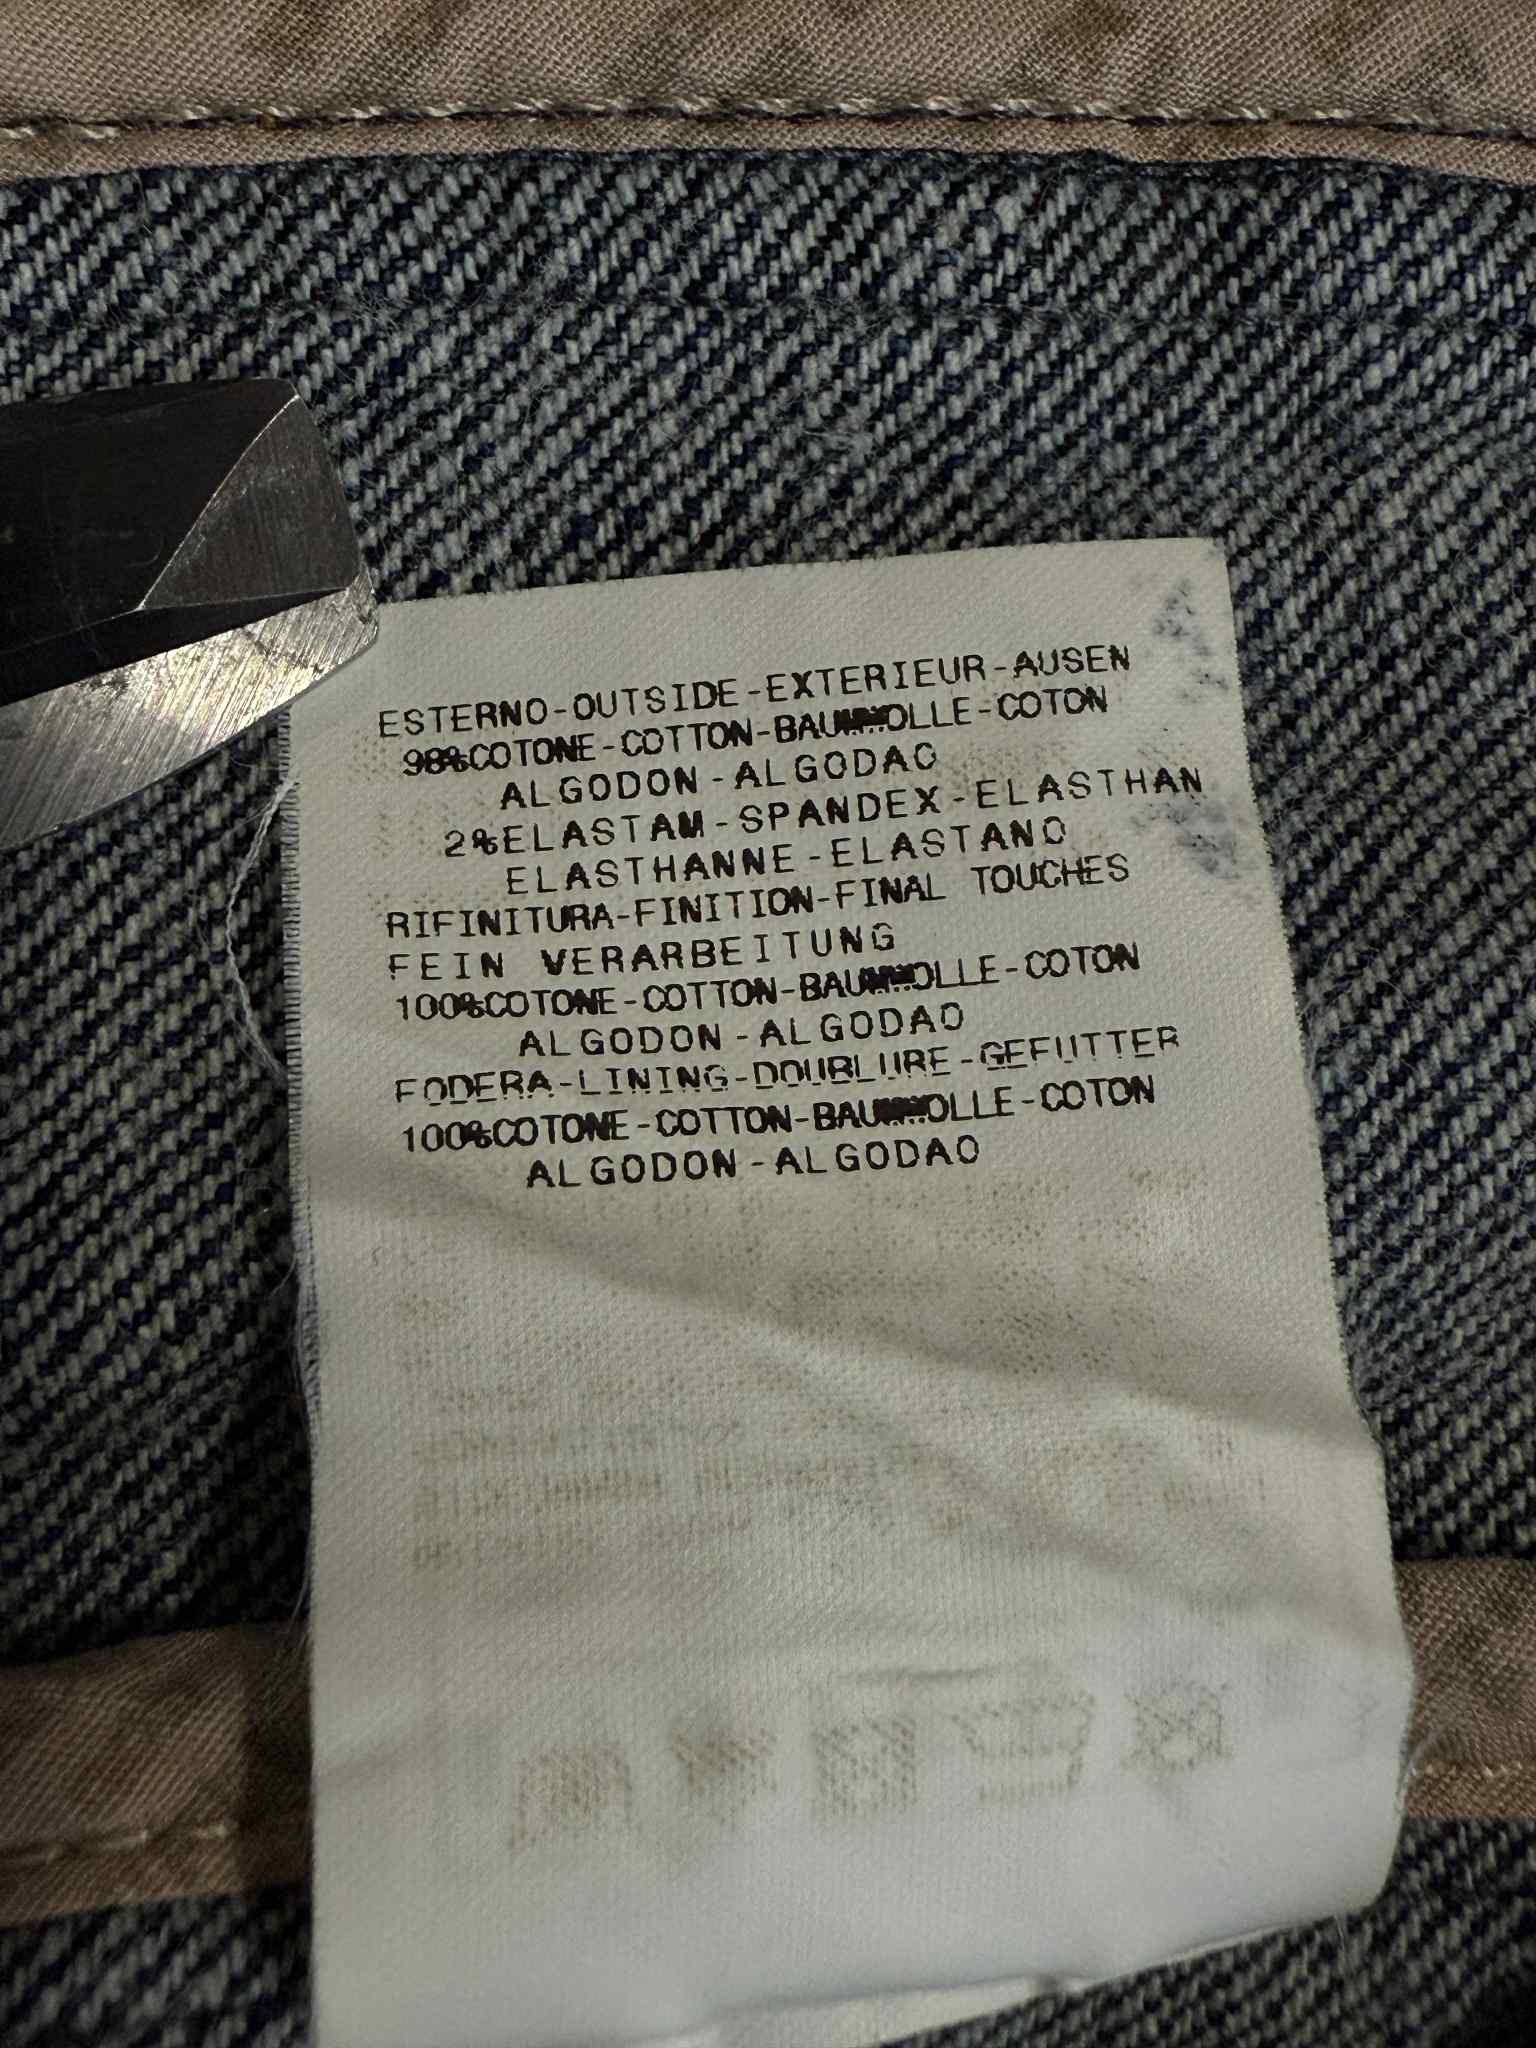 ESTERNO-OUTSIDE-EXTERIEUR-AUSEN
98%COTONE-COTTON-BAUMWOLLE-COTON
ALGODON-ALGODAO
2%ELASTAM-SPANDEX-ELASTHAN
ELASTHANNE-ELASTANO
RIFINITURA-FINITION-FINAL TOUCHES
FEIN VERARBEITUNG
100%COTONE-COTTON-BAUMWOLLE-COTON
ALGODON-ALGODAO
FODERA-LINING-DOUBLURE-GEFUTTER
100%COTONE-COTTON-BAUMWOLLE-COTON
ALGODON-ALGODAO